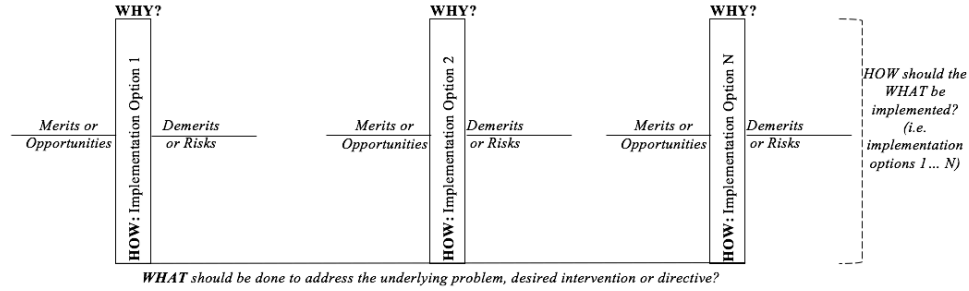 WHY?
HOW: Implementation Option 1
Merits or
Opportunities
Demerits
or Risks
WHY?
HOW: Implementation Option 2
Merits or
Opportunities
Demerits
or Risks
WHY?
HOW: Implementation Option N
Merits or
Opportunities
Demerits
or Risks
HOW should the
WHAT be
implemented?
(i.e.
implementation
options 1... N)
WHAT should be done to address the underlying problem, desired intervention or directive?